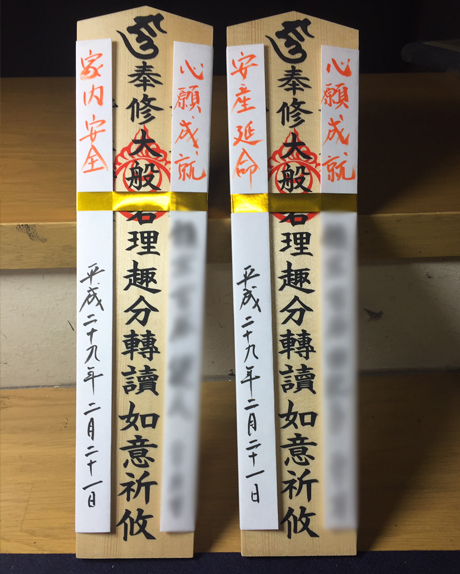 心願成就
奉修大般若理趣分轉讀如意祈攸
安産延命
平成二十九年二月二十一日
心願成就
奉修大般若理趣分轉讀如意祈攸
家内安全
平成二十九年二月二十一日